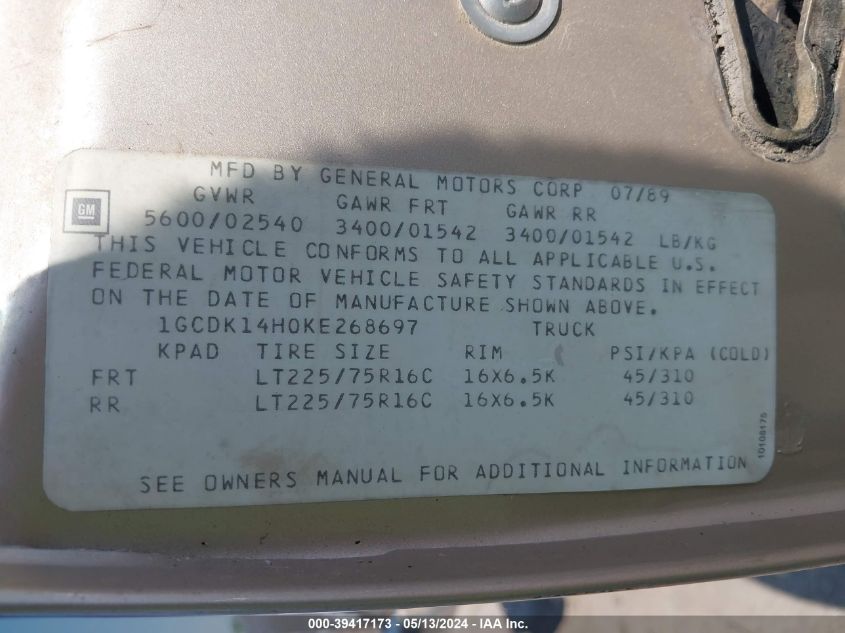 MFD BY GENERAL MOTORS CORP 07/89
GVWR GAWR FRT GAWR RR
GM
5600/02540 3400/01542 3400/01542 LB/KG
THIS VEHICLE CONFORMS TO ALL APPLICABLE U.S.
FEDERAL MOTOR VEHICLE SAFETY STANDARDS IN EFFECT
ON THE DATE OF MANUFACTURE SHOWN ABOVE.
1GCDK14H0KE268697 TRUCK
KPAD TIRE SIZE RIM PSI/KPA (COLD)
FRT LT225/75R16C 16X6.5K 45/310
RR LT225/75R16C 16X6.5K 45/310
10108175
SEE OWNERS MANUAL FOR ADDITIONAL INFORMATION
000-39417173 | 05/13/2024 | IAA Inc.